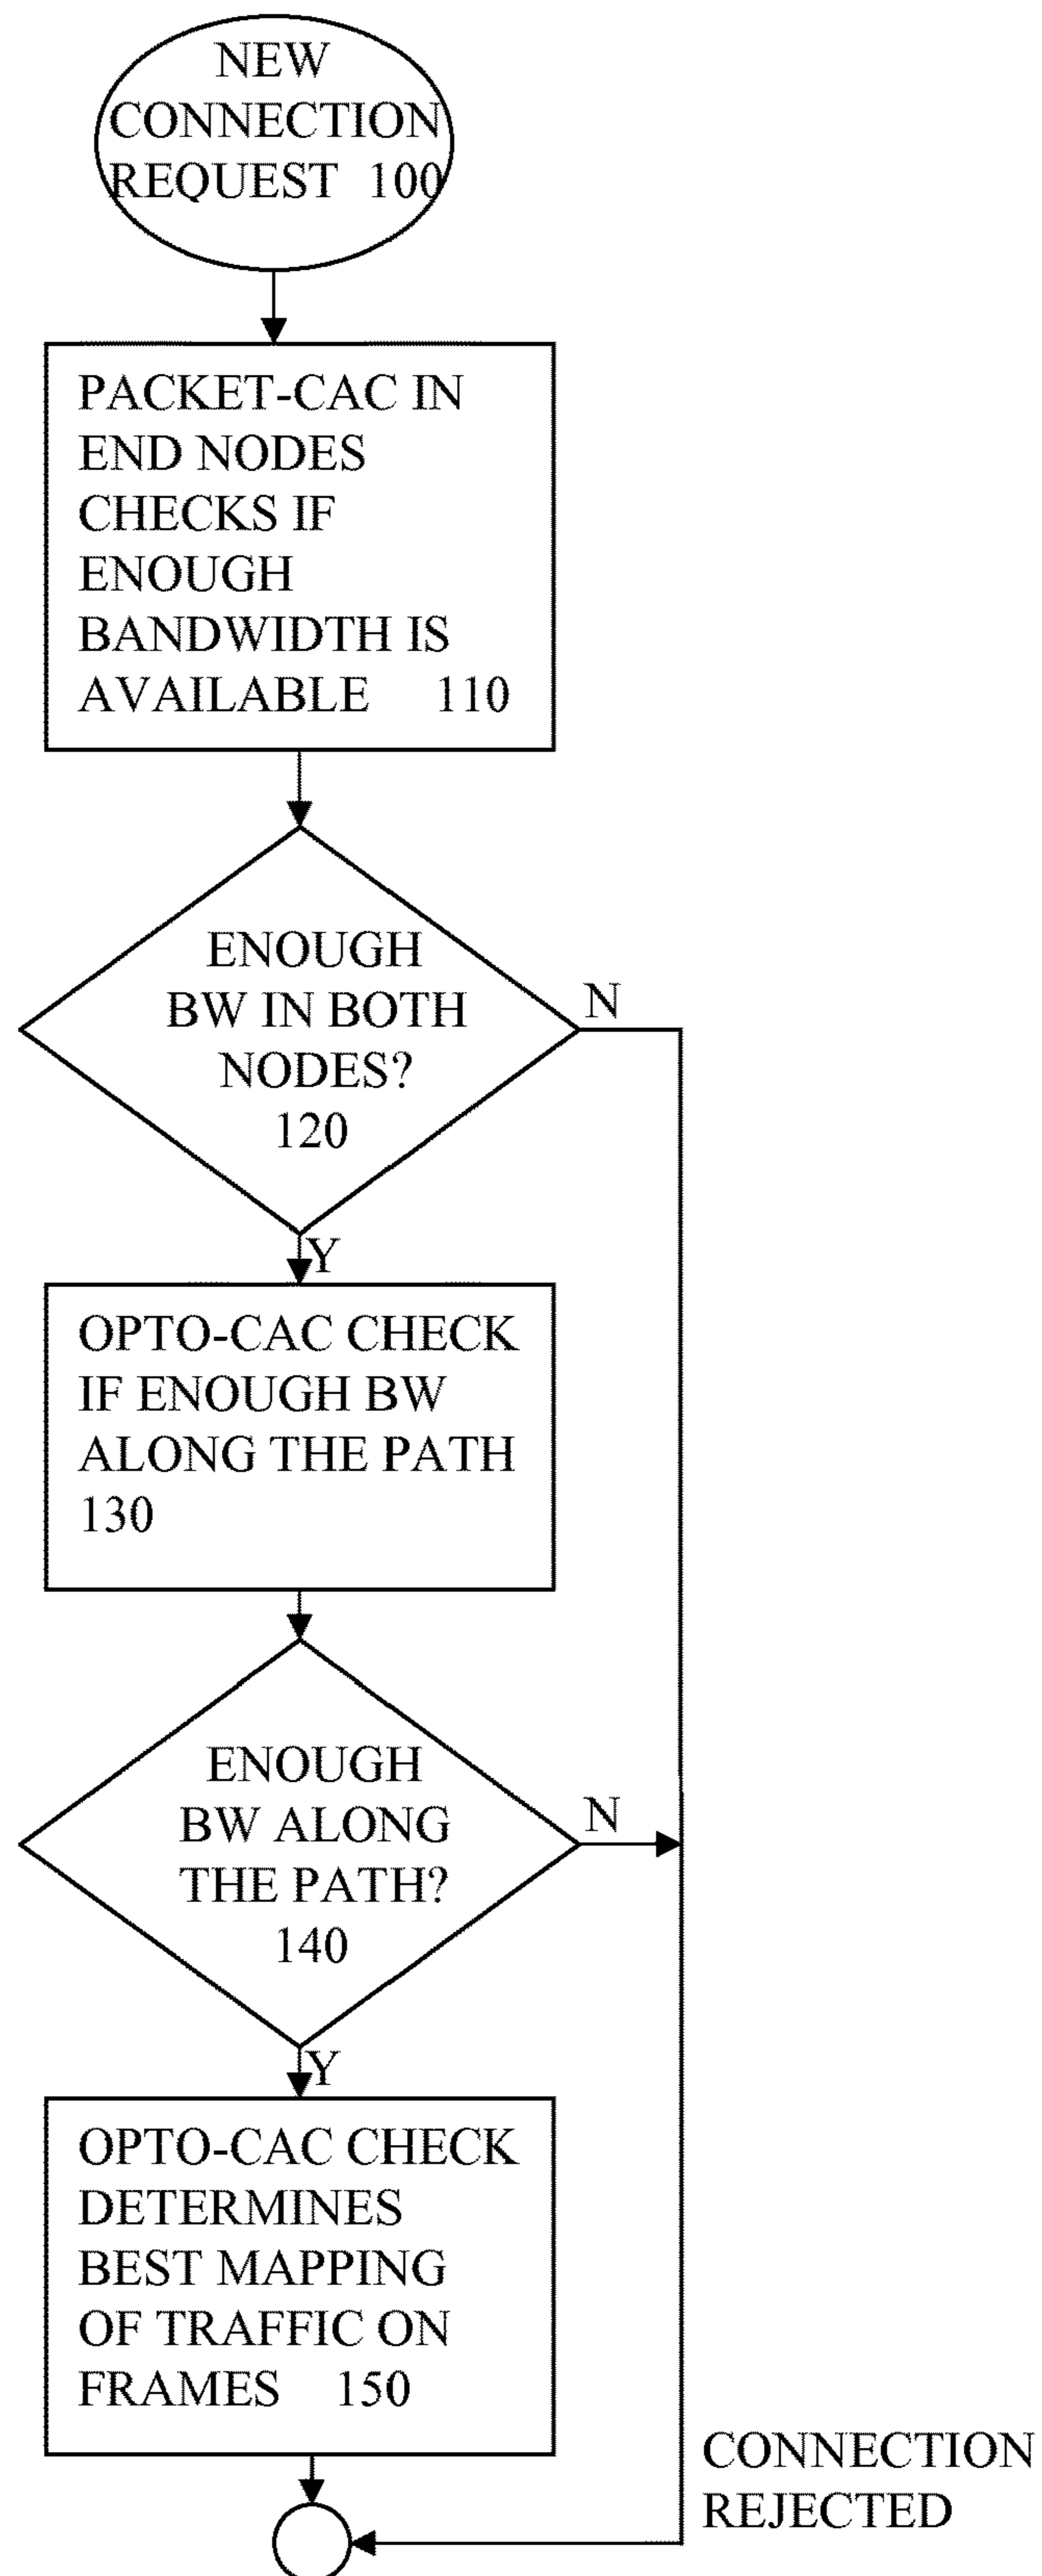 NEW
CONNECTION
REQUEST 100
PACKET-CAC IN
END NODES
CHECKS IF
ENOUGH
BANDWIDTH IS
AVAILABLE 110
ENOUGH
BW IN BOTH
NODES?
120
N
Y
OPTO-CAC CHECK
IF ENOUGH BW
ALONG THE PATH
130
ENOUGH
BW ALONG
THE PATH?
140
N
Y
OPTO-CAC CHECK
DETERMINES
BEST MAPPING
OF TRAFFIC ON
FRAMES 150
CONNECTION
REJECTED